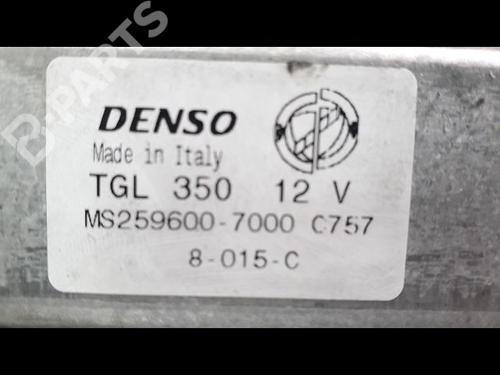 B-PARTS
DENSO
Made in Italy
TGL 350 12 V
MS259600-7000 C757
8-015-C